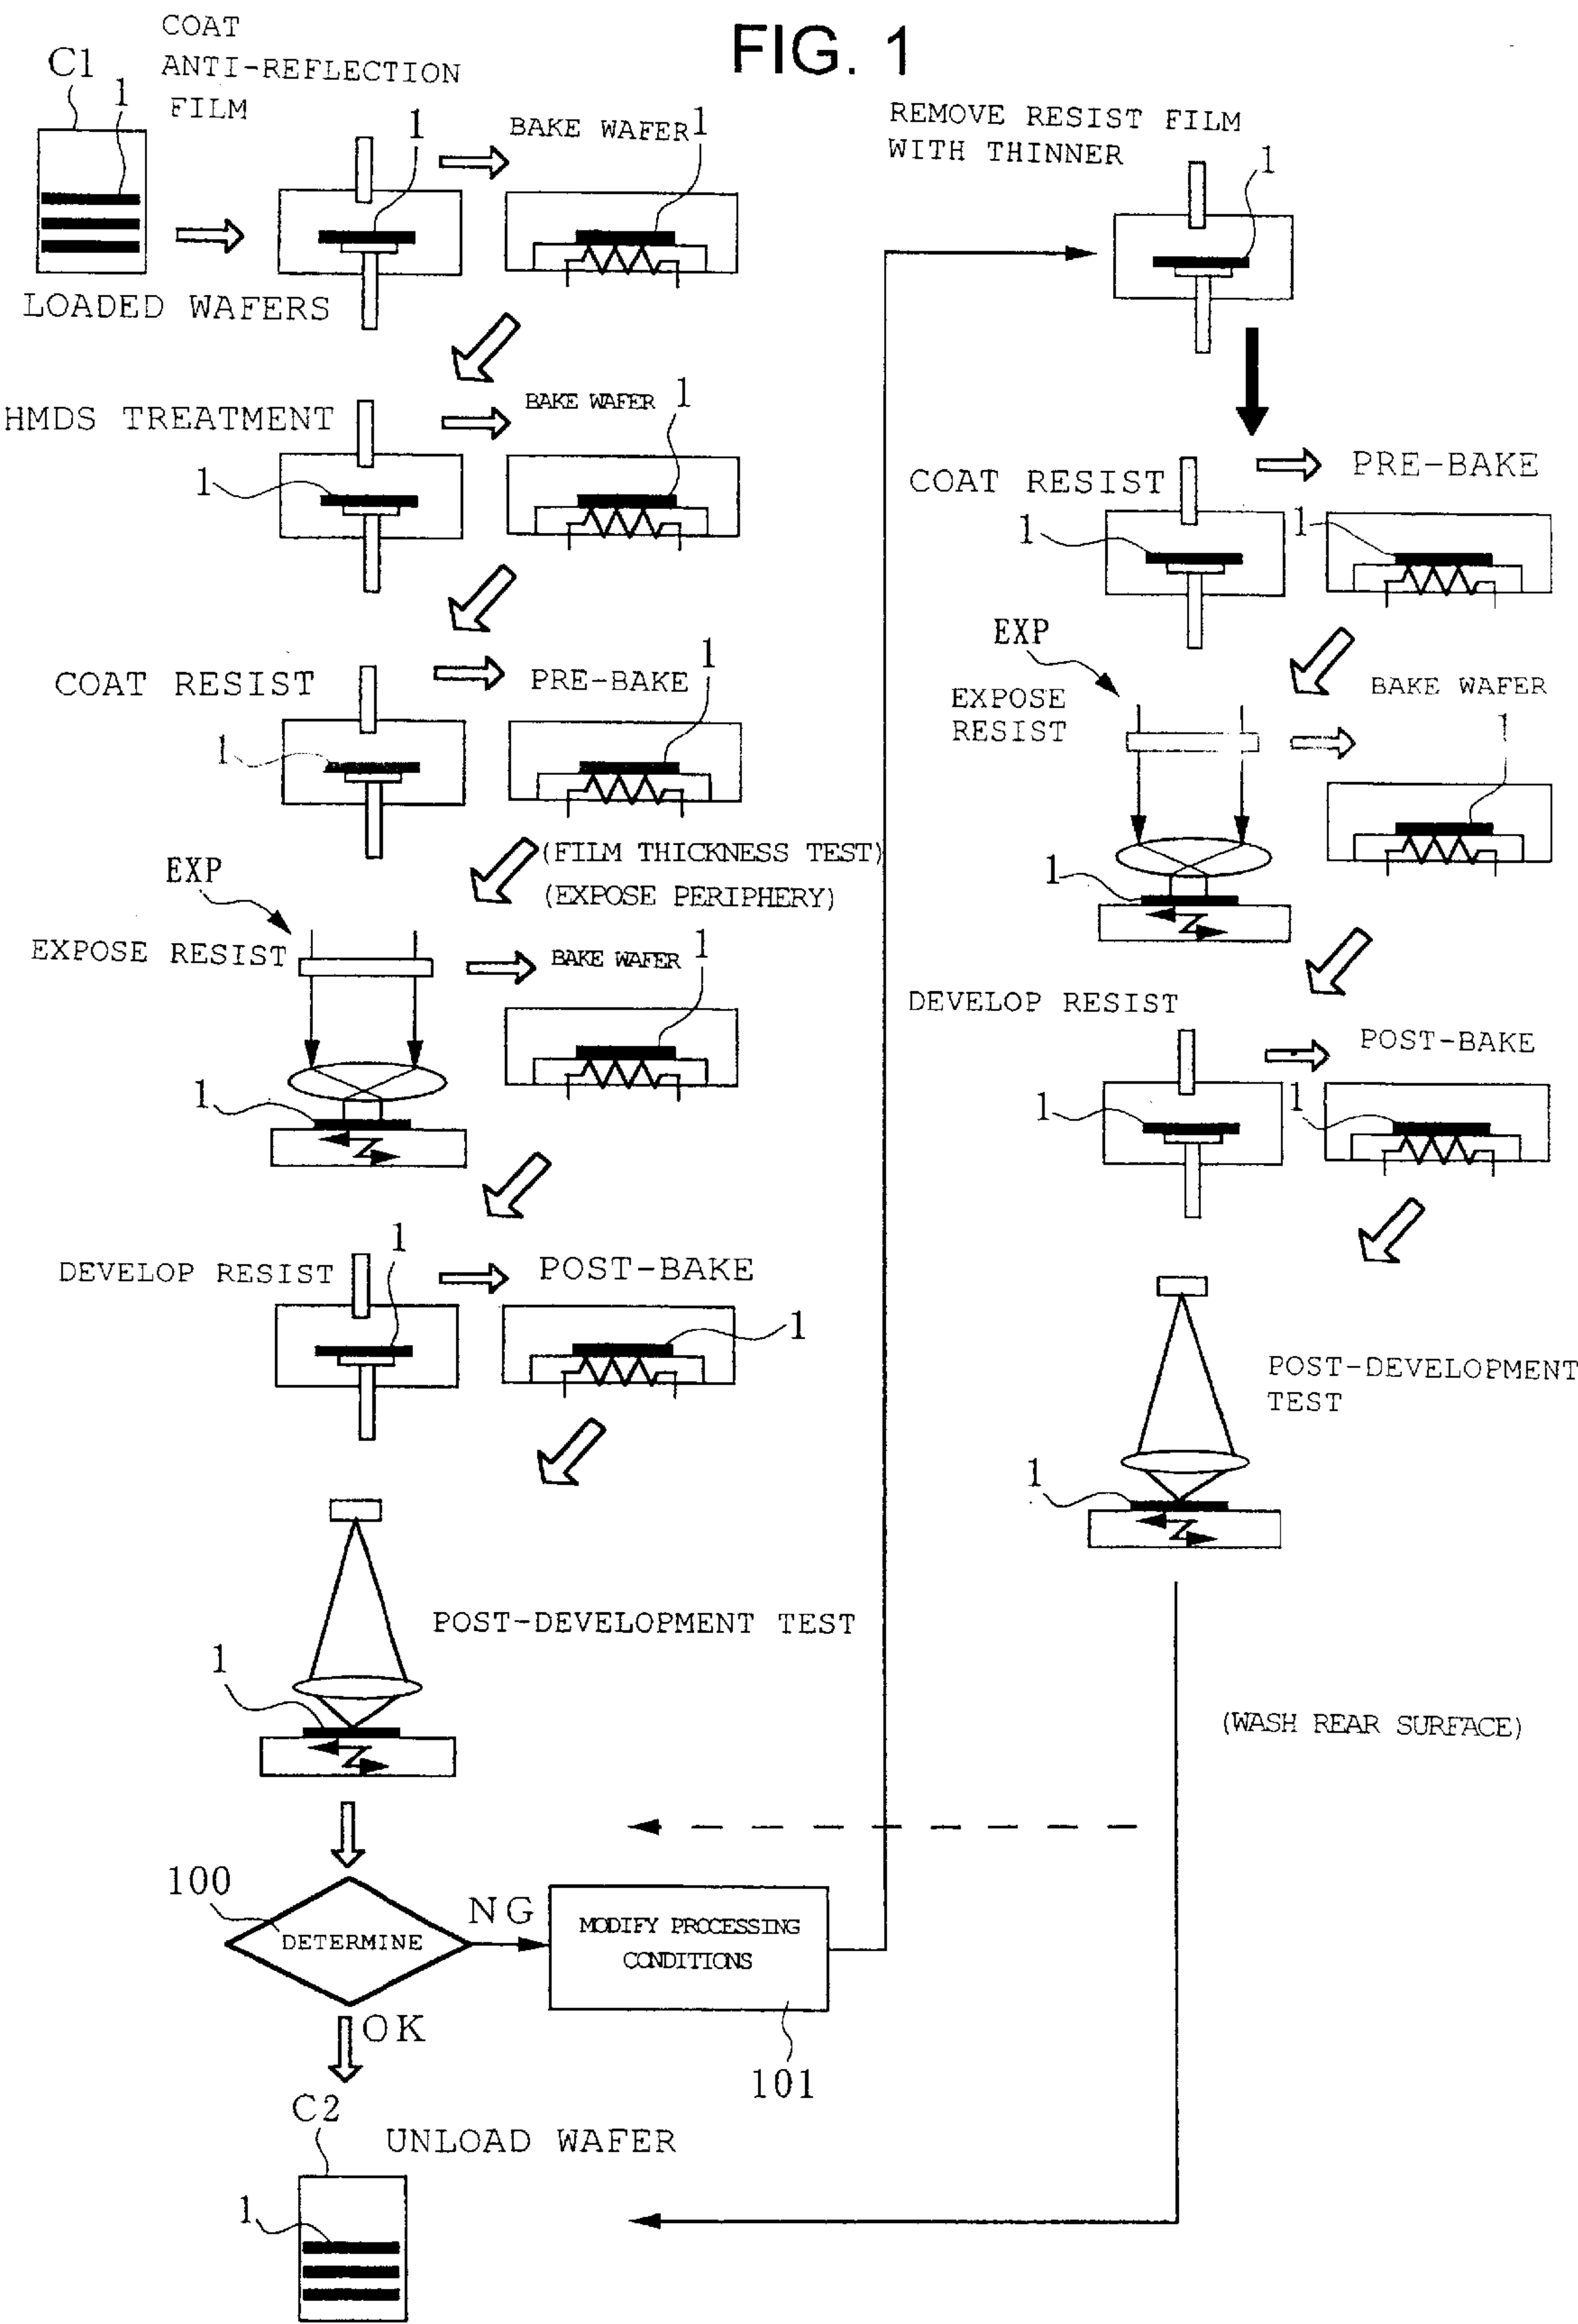 FIG. 1
COAT
ANTI-REFLECTION
FILM
C1
1
1
BAKE WAFER
1
LOADED WAFERS
HMDS TREATMENT
1
BAKE WAFER
1
COAT RESIST
1
PRE-BAKE
1
(FILM THICKNESS TEST)
(EXPOSE PERIPHERY)
EXP
EXPOSE RESIST
1
BAKE WAFER
1
DEVELOP RESIST
1
POST-BAKE
1
POST-DEVELOPMENT TEST
1
100
DETERMINE
NG
MODIFY PROCESSING
CONDITIONS
101
OK
C2
UNLOAD WAFER
1
REMOVE RESIST FILM
WITH THINNER
1
COAT RESIST
1
PRE-BAKE
1
EXP
EXPOSE
RESIST
1
BAKE WAFER
1
DEVELOP RESIST
1
POST-BAKE
1
POST-DEVELOPMENT
TEST
1
(WASH REAR SURFACE)